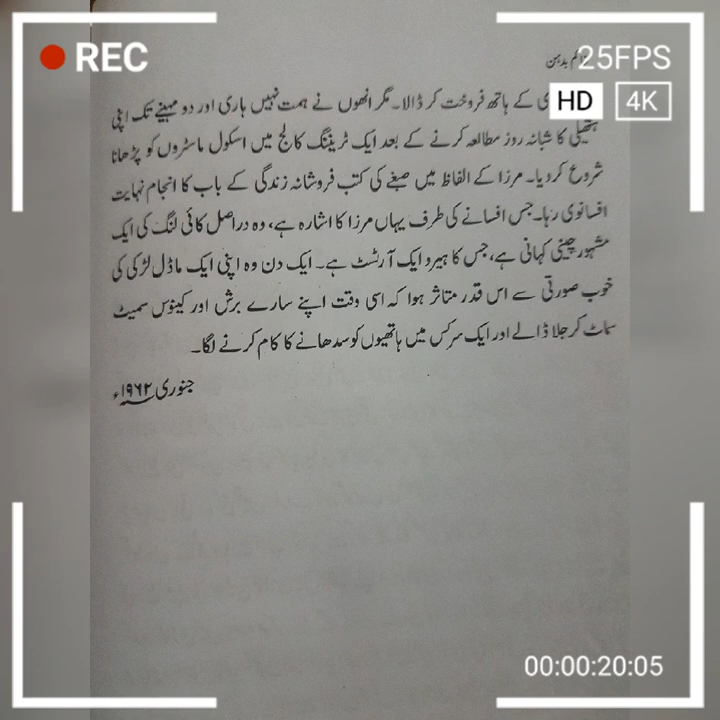 REC
25FPS
HD
4K
کے ہاتھ فروخت کر ڈالا۔ مگر انھوں نے ہمت نہیں ہاری اور دو مہینے تک اپنی
ہتھیلی کا شبانہ روز مطالعہ کرنے کے بعد ایک ٹریننگ کالج میں اسکول ماسٹروں کو پڑھانا
شروع کر دیا۔ مرزا کے الفاظ میں صبغے کی کتب فروشانہ زندگی کے باب کا انجام نہایت
افسانوی رہا۔ جس افسانے کی طرف یہاں مرزا کا اشارہ ہے، وہ دراصل کائی لنگ کی ایک
مشہور چینی کہانی ہے، جس کا ہیرو ایک آرٹسٹ ہے۔ ایک دن وہ اپنی ایک ماڈل لڑکی کی
خوب صورتی سے اس قدر متاثر ہوا کہ اسی وقت اپنے سارے برش اور کینوس سمیٹ
سماٹ کر جلا ڈالے اور ایک سرکس میں ہاتھیوں کو سدھانے کا کام کرنے لگا۔
جنوری ۱۹۶۲ء
00:00:20:05